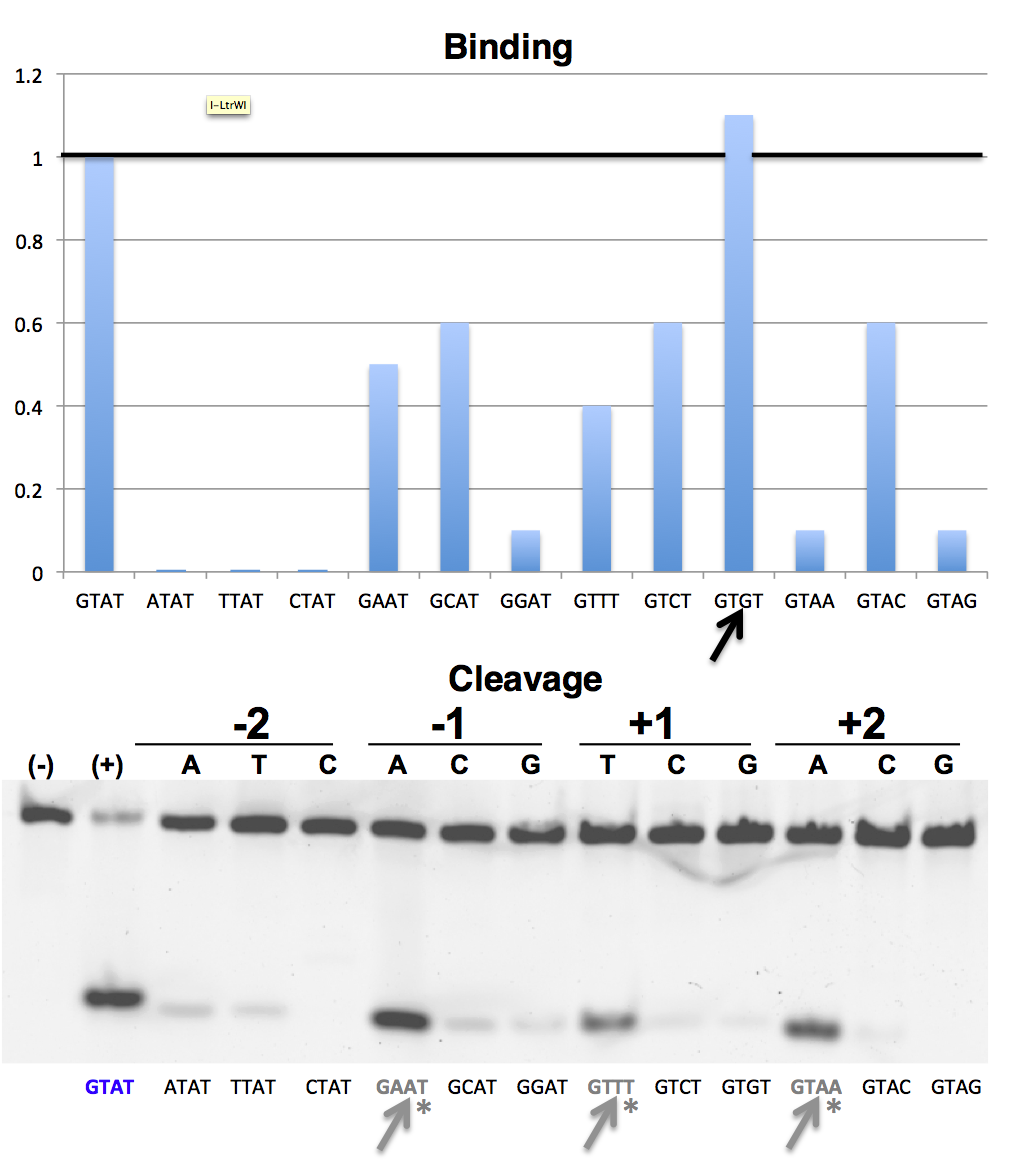 Binding
1.2
I-LtrWI
1
0.8
0.6
0.4
0.2
0
GTAT ATAT TTAT CTAT GAAT GCAT GGAT GTTT GTCT GTGT GTAA GTAC GTAG
Cleavage
-2 -1 +1 +2
(-) (+) A T C A C G T C G A C G
GTAT ATAT TTAT CTAT GAAT* GCAT GGAT GTTT* GTCT GTGT GTAA* GTAC GTAG